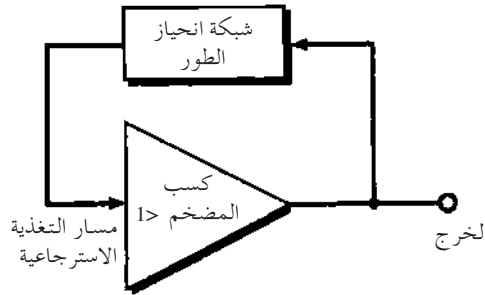 شبكة انحياز
الطور
كسب
المضخم >1
مسار التغذية
الاسترجاعية
لخرج